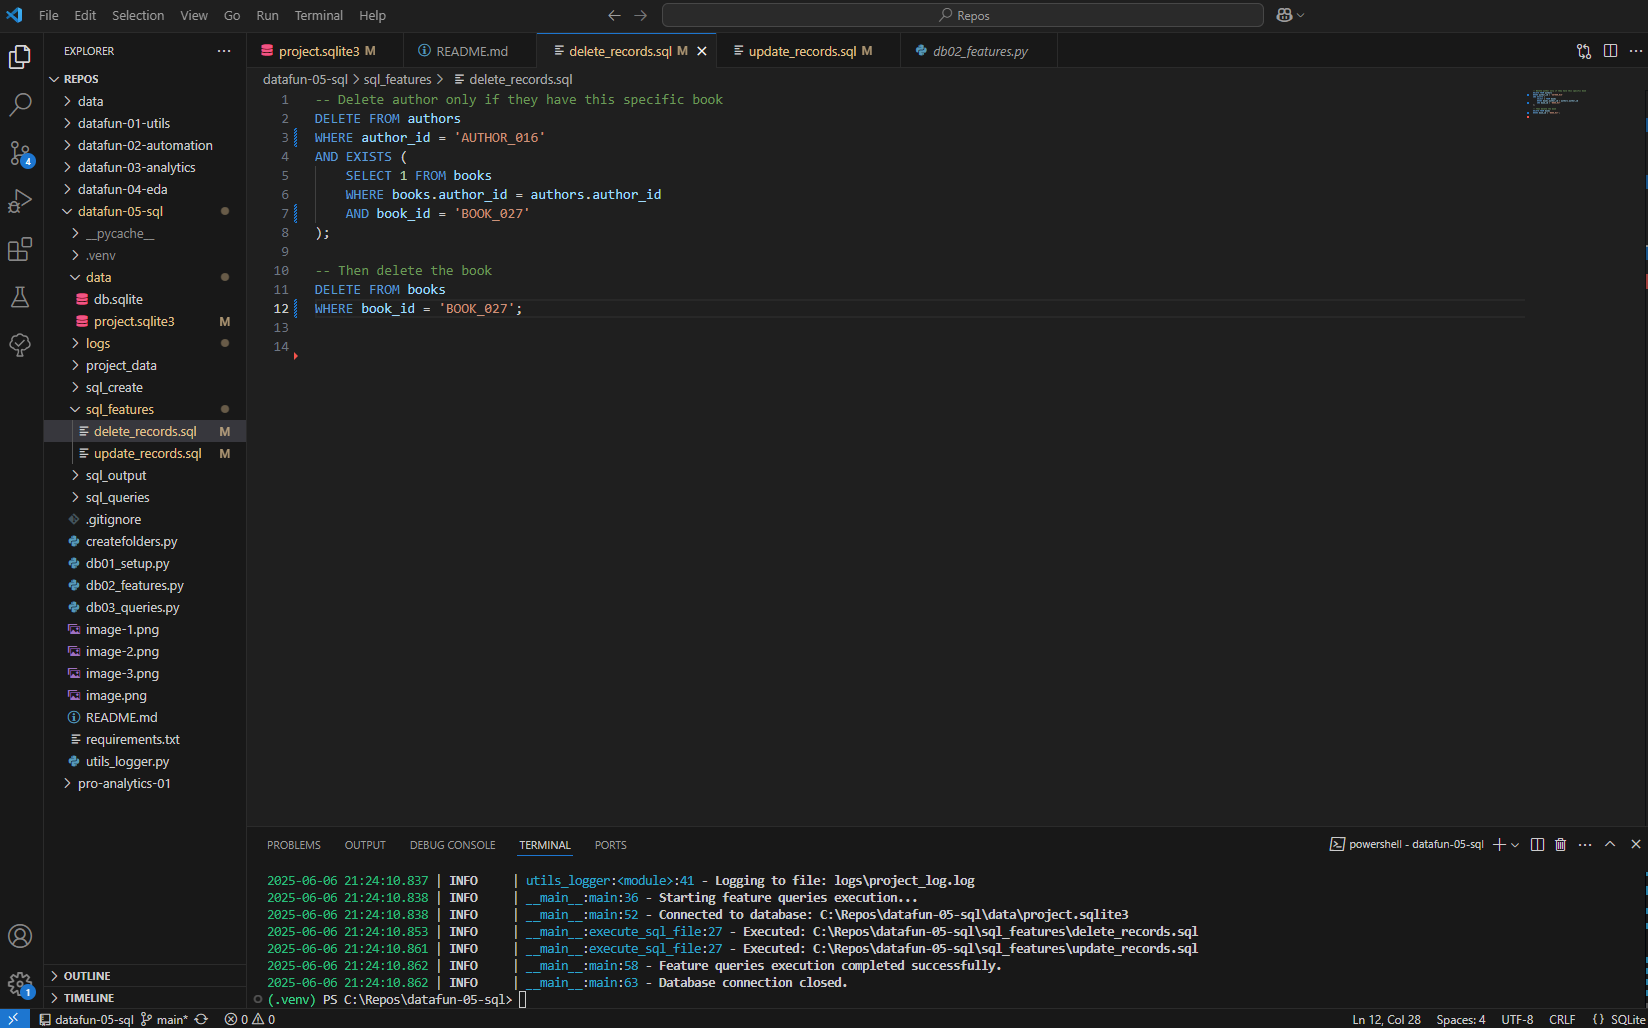 File Edit Selection View Go Run Terminal Help
Repos
EXPLORER
project.sqlite3 M
README.md
delete_records.sql M
update_records.sql M
db02_features.py
datafun-05-sql > sql_features > delete_records.sql
REPOS
data
datafun-01-utils
datafun-02-automation
datafun-03-analytics
datafun-04-eda
datafun-05-sql
__pycache__
.venv
data
db.sqlite
project.sqlite3 M
logs
project_data
sql_create
sql_features
delete_records.sql M
update_records.sql M
sql_output
sql_queries
.gitignore
createfolders.py
db01_setup.py
db02_features.py
db03_queries.py
image-1.png
image-2.png
image-3.png
image.png
README.md
requirements.txt
utils_logger.py
pro-analytics-01
OUTLINE
TIMELINE
4
1
1 -- Delete author only if they have this specific book
2 DELETE FROM authors
3 WHERE author_id = 'AUTHOR_016'
4 AND EXISTS (
5 SELECT 1 FROM books
6 WHERE books.author_id = authors.author_id
7 AND book_id = 'BOOK_027'
8 );
9
10 -- Then delete the book
11 DELETE FROM books
12 WHERE book_id = 'BOOK_027';
13
14
PROBLEMS OUTPUT DEBUG CONSOLE TERMINAL PORTS
powershell - datafun-05-sql
2025-06-06 21:24:10.837 | INFO | utils_logger:<module>:41 - Logging to file: logs\project_log.log
2025-06-06 21:24:10.838 | INFO | __main__:main:36 - Starting feature queries execution...
2025-06-06 21:24:10.838 | INFO | __main__:main:52 - Connected to database: C:\Repos\datafun-05-sql\data\project.sqlite3
2025-06-06 21:24:10.853 | INFO | __main__:execute_sql_file:27 - Executed: C:\Repos\datafun-05-sql\sql_features\delete_records.sql
2025-06-06 21:24:10.861 | INFO | __main__:execute_sql_file:27 - Executed: C:\Repos\datafun-05-sql\sql_features\update_records.sql
2025-06-06 21:24:10.862 | INFO | __main__:main:58 - Feature queries execution completed successfully.
2025-06-06 21:24:10.862 | INFO | __main__:main:63 - Database connection closed.
(.venv) PS C:\Repos\datafun-05-sql>
datafun-05-sql main* 0 0
Ln 12, Col 28 Spaces: 4 UTF-8 CRLF {} SQLite